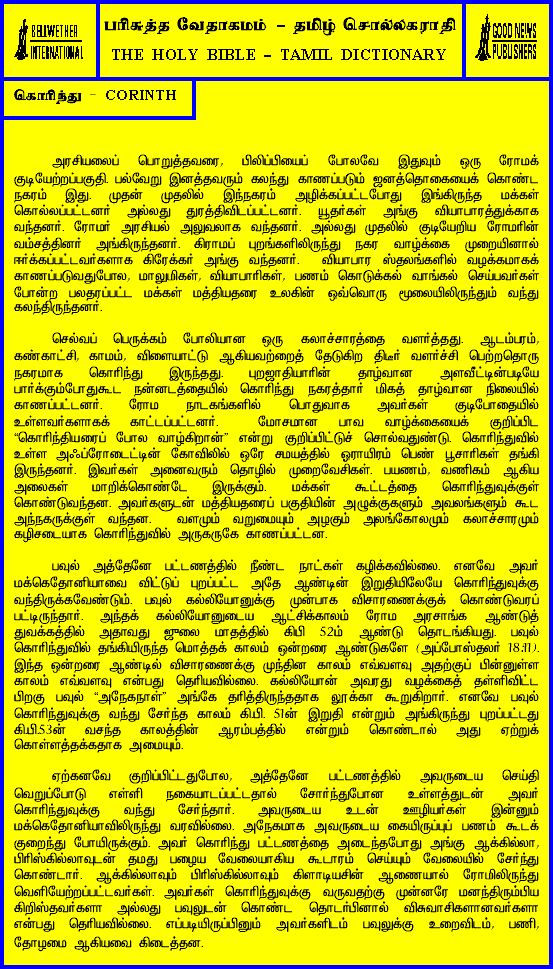 BELLWETHER
INTERNATIONAL
பரிசுத்த வேதாகமம் - தமிழ் சொல்லகராதி
THE HOLY BIBLE - TAMIL DICTIONARY
GOOD NEWS
PUBLISHERS
கொரிந்து - CORINTH
அரசியலைப் பொறுத்தவரை, பிலிப்பியைப் போலவே இதுவும் ஒரு ரோமக்
குடியேற்றப்பகுதி. பல்வேறு இனத்தவரும் கலந்து காணப்படும் ஜனத்தொகையைக் கொண்ட
நகரம் இது. முதன் முதலில் இந்நகரம் அழிக்கப்பட்டபோது இங்கிருந்த மக்கள்
கொல்லப்பட்டனர் அல்லது துரத்திவிடப்பட்டனர். யூதர்கள் அங்கு வியாபாரத்துக்காக
வந்தனர். ரோமர் அரசியல் அலுவலாக வந்தனர். அல்லது முதலில் குடியேறிய ரோமரின்
வம்சத்தினர் அங்கிருந்தனர். கிராமப் புறங்களிலிருந்து நகர வாழ்க்கை முறையினால்
ஈர்க்கப்பட்டவர்களாக கிரேக்கர் அங்கு வந்தனர். வியாபார ஸ்தலங்களில் வழக்கமாகக்
காணப்படுவதுபோல, மாலுமிகள், வியாபாரிகள், பணம் கொடுக்கல் வாங்கல் செய்பவர்கள்
போன்ற பலதரப்பட்ட மக்கள் மத்தியதரை உலகின் ஒவ்வொரு மூலையிலிருந்தும் வந்து
கலந்திருந்தனர்.
செல்வப் பெருக்கம் போலியான ஒரு கலாச்சாரத்தை வளர்த்தது. ஆடம்பரம்,
கண்காட்சி, காமம், விளையாட்டு ஆகியவற்றைத் தேடுகிற திடீர் வளர்ச்சி பெற்றதொரு
நகரமாக கொரிந்து இருந்தது. புறஜாதியாரின் தாழ்வான அளவீட்டின்படியே
பார்க்கும்போதுகூட நன்னடத்தையில் கொரிந்து நகரத்தார் மிகத் தாழ்வான நிலையில்
காணப்பட்டனர். ரோம நாடகங்களில் பொதுவாக அவர்கள் குடிபோதையில்
உள்ளவர்களாகக் காட்டப்பட்டனர். மோசமான பாவ வாழ்க்கையைக் குறிப்பிட
“கொரிந்தியரைப் போல வாழ்கிறான்” என்று குறிப்பிட்டுச் சொல்வதுண்டு. கொரிந்துவில்
உள்ள அஃப்ரோடைட்டின் கோவிலில் ஒரே சமயத்தில் ஓராயிரம் பெண் பூசாரிகள் தங்கி
இருந்தனர். இவர்கள் அனைவரும் தொழில் முறைவேசிகள். பயணம், வணிகம் ஆகிய
அலைகள் மாறிக்கொண்டே இருக்கும். மக்கள் கூட்டத்தை கொரிந்துவுக்குள்
கொண்டுவந்தன. அவர்களுடன் மத்தியதரைப் பகுதியின் அழுக்குகளும் அவலங்களும் கூட
அந்நகருக்குள் வந்தன. வளமும் வறுமையும் அழகும் அலங்கோலமும் கலாச்சாரமும்
கழிசடையாக கொரிந்துவில் அருகருகே காணப்பட்டன.
பவுல் அத்தேனே பட்டணத்தில் நீண்ட நாட்கள் கழிக்கவில்லை. எனவே அவர்
மக்கெதோனியாவை விட்டுப் புறப்பட்ட அதே ஆண்டின் இறுதியிலேயே கொரிந்துவுக்கு
வந்திருக்கவேண்டும். பவுல் கல்லியோனுக்கு முன்பாக விசாரணைக்குக் கொண்டுவரப்
பட்டிருந்தார். அந்தக் கல்லியோனுடைய ஆட்சிக்காலம் ரோம அரசாங்க ஆண்டுத்
துவக்கத்தில் அதாவது ஜுலை மாதத்தில் கிபி 52ம் ஆண்டு தொடங்கியது. பவுல்
கொரிந்துவில் தங்கியிருந்த மொத்தக் காலம் ஒன்றரை ஆண்டுகளே (அப்போஸ்தலர் 18:11).
இந்த ஒன்றரை ஆண்டில் விசாரணைக்கு முந்தின காலம் எவ்வளவு அதற்குப் பின்னுள்ள
காலம் எவ்வளவு என்பது தெரியவில்லை. கல்லியோன் அவரது வழக்கைத் தள்ளிவிட்ட
பிறகு பவுல் “அநேகநாள்” அங்கே தரித்திருந்ததாக லூக்கா கூறுகிறார். எனவே பவுல்
கொரிந்துவுக்கு வந்து சேர்ந்த காலம் கி.பி. 51ன் இறுதி என்றும் அங்கிருந்து புறப்பட்டது
கி.பி.53ன் வசந்த காலத்தின் ஆரம்பத்தில் என்றும் கொண்டால் அது ஏற்றுக்
கொள்ளத்தக்கதாக அமையும்.
ஏற்கனவே குறிப்பிட்டதுபோல, அத்தேனே பட்டணத்தில் அவருடைய செய்தி
வெறுப்போடு எள்ளி நகையாடப்பட்டதால் சோர்ந்துபோன உள்ளத்துடன் அவர்
கொரிந்துவுக்கு வந்து சேர்ந்தார். அவருடைய உடன் ஊழியர்கள் இன்னும்
மக்கெதோனியாவிலிருந்து வரவில்லை. அநேகமாக அவருடைய கையிருப்புப் பணம் கூடக்
குறைந்து போயிருக்கும். அவர் கொரிந்து பட்டணத்தை அடைந்தபோது அங்கு ஆக்கில்லா,
பிரிஸ்கில்லாவுடன் தமது பழைய வேலையாகிய கூடாரம் செய்யும் வேலையில் சேர்ந்து
கொண்டார். ஆக்கில்லாவும் பிரிஸ்கில்லாவும் கிளாடியசின் ஆணையால் ரோமிலிருந்து
வெளியேற்றப்பட்டவர்கள். அவர்கள் கொரிந்துவுக்கு வருவதற்கு முன்னரே மனந்திரும்பிய
கிறிஸ்தவர்களா அல்லது பவுலுடன் கொண்ட தொடர்பினால் விசுவாசிகளானவர்களா
என்பது தெரியவில்லை. எப்படியிருப்பினும் அவர்களிடம் பவுலுக்கு உறைவிடம், பணி,
தோழமை ஆகியவை கிடைத்தன.